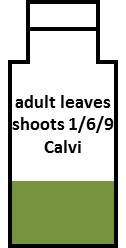 adult leaves
shoots 1/6/9
Calvi